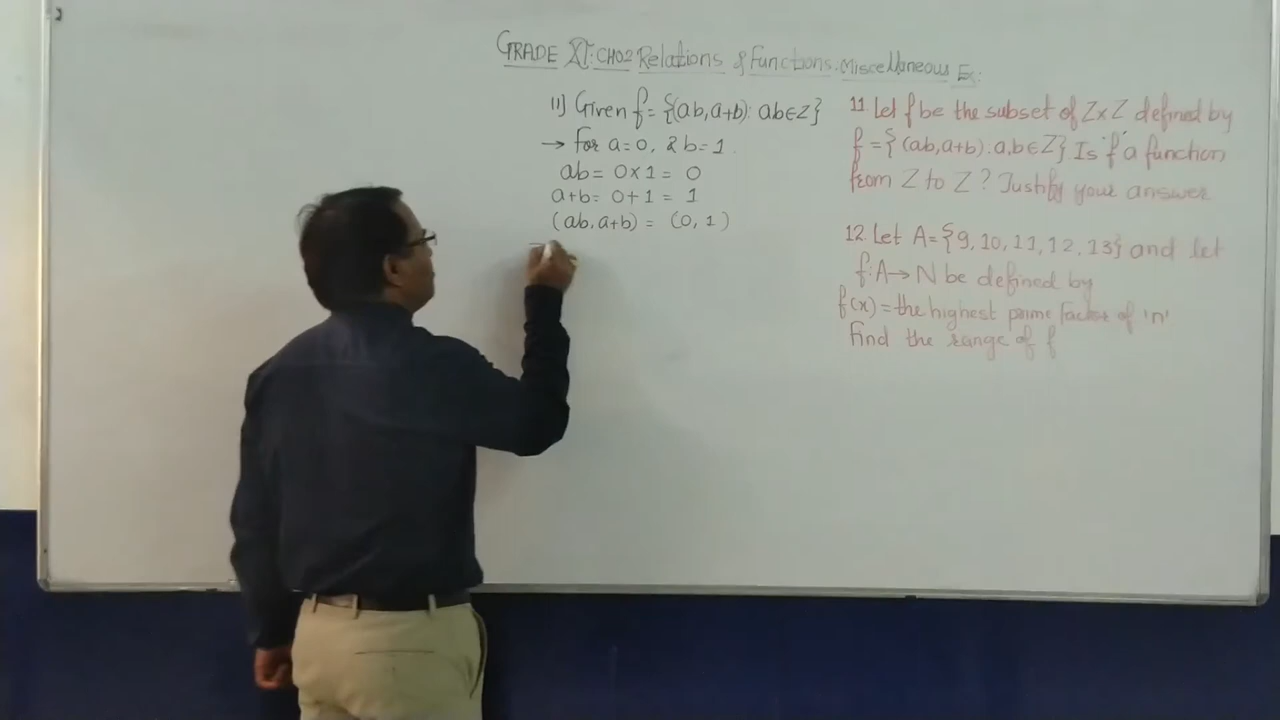 GRADE XI: CH02 Relations & Functions. Miscellaneous Ex:
11) Given f = {(ab, a+b): ab∈Z}
→ for a=0, & b=1.
ab = 0×1 = 0
a+b = 0+1 = 1
(ab, a+b) = (0, 1)
11 Let f be the subset of Z×Z defined by
f = {(ab, a+b). a,b∈Z} Is 'f' a function
from Z to Z? Justify your answer
12. Let A={9, 10, 11, 12, 13} and let
f: A→N be defined by
f(x) = the highest prime factor of 'n'
Find the range of f